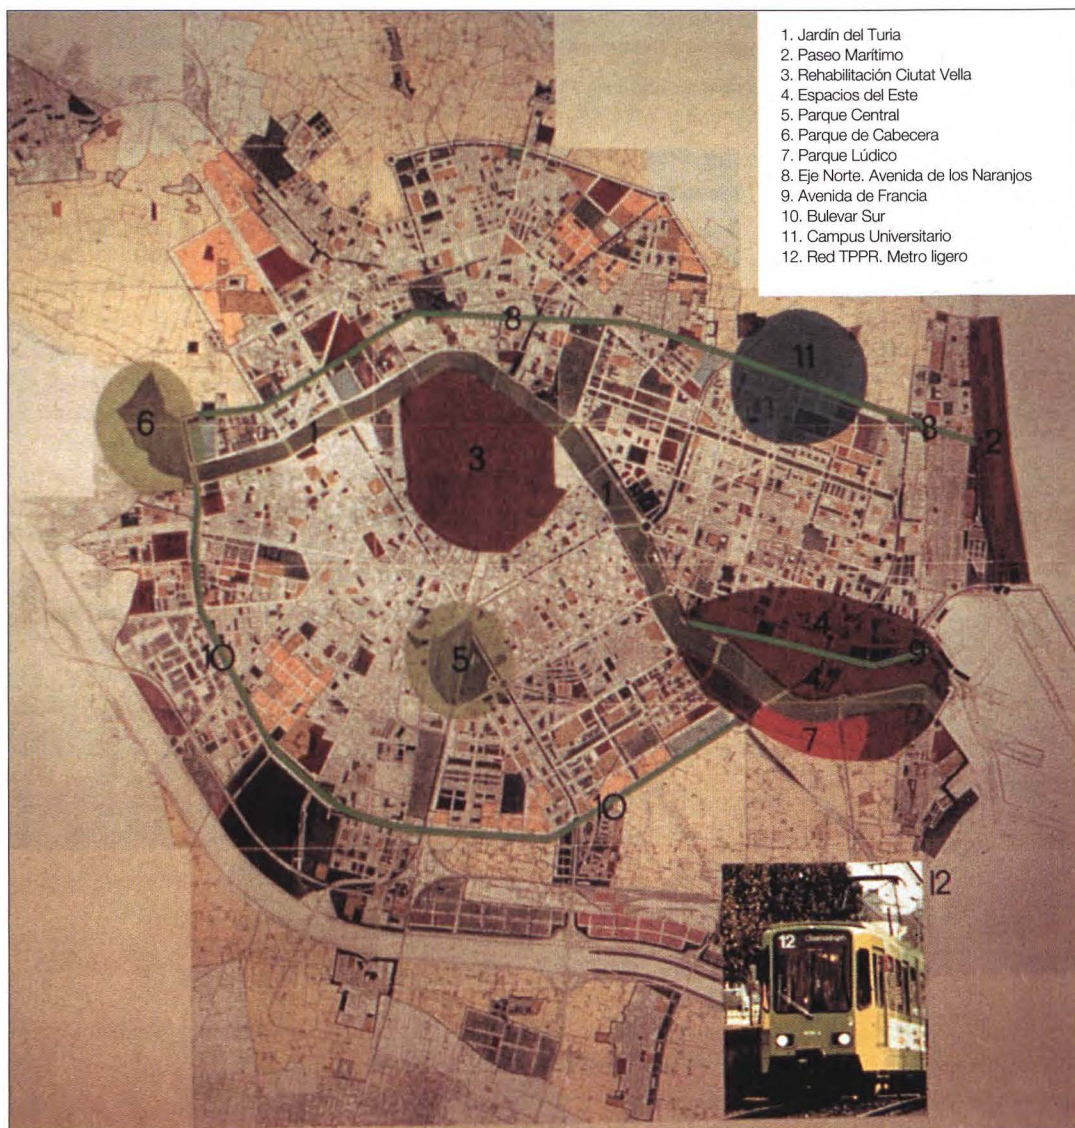 1. Jardín del Turia
2. Paseo Marítimo
3. Rehabilitación Ciutat Vella
4. Espacios del Este
5. Parque Central
6. Parque de Cabecera
7. Parque Lúdico
8. Eje Norte. Avenida de los Naranjos
9. Avenida de Francia
10. Bulevar Sur
11. Campus Universitario
12. Red TPPR. Metro ligero
8
11
6
1
8
2
3
1
4
9
5
10
7
10
12
12